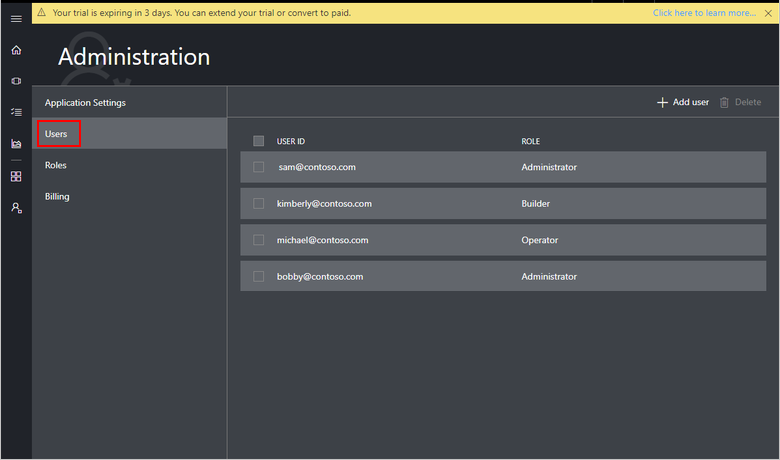 Your trial is expiring in 3 days. You can extend your trial or convert to paid.
Click here to learn more...
Administration
Application Settings
Users
Roles
Billing
Add user
Delete
USER ID ROLE
sam@contoso.com Administrator
kimberly@contoso.com Builder
michael@contoso.com Operator
bobby@contoso.com Administrator